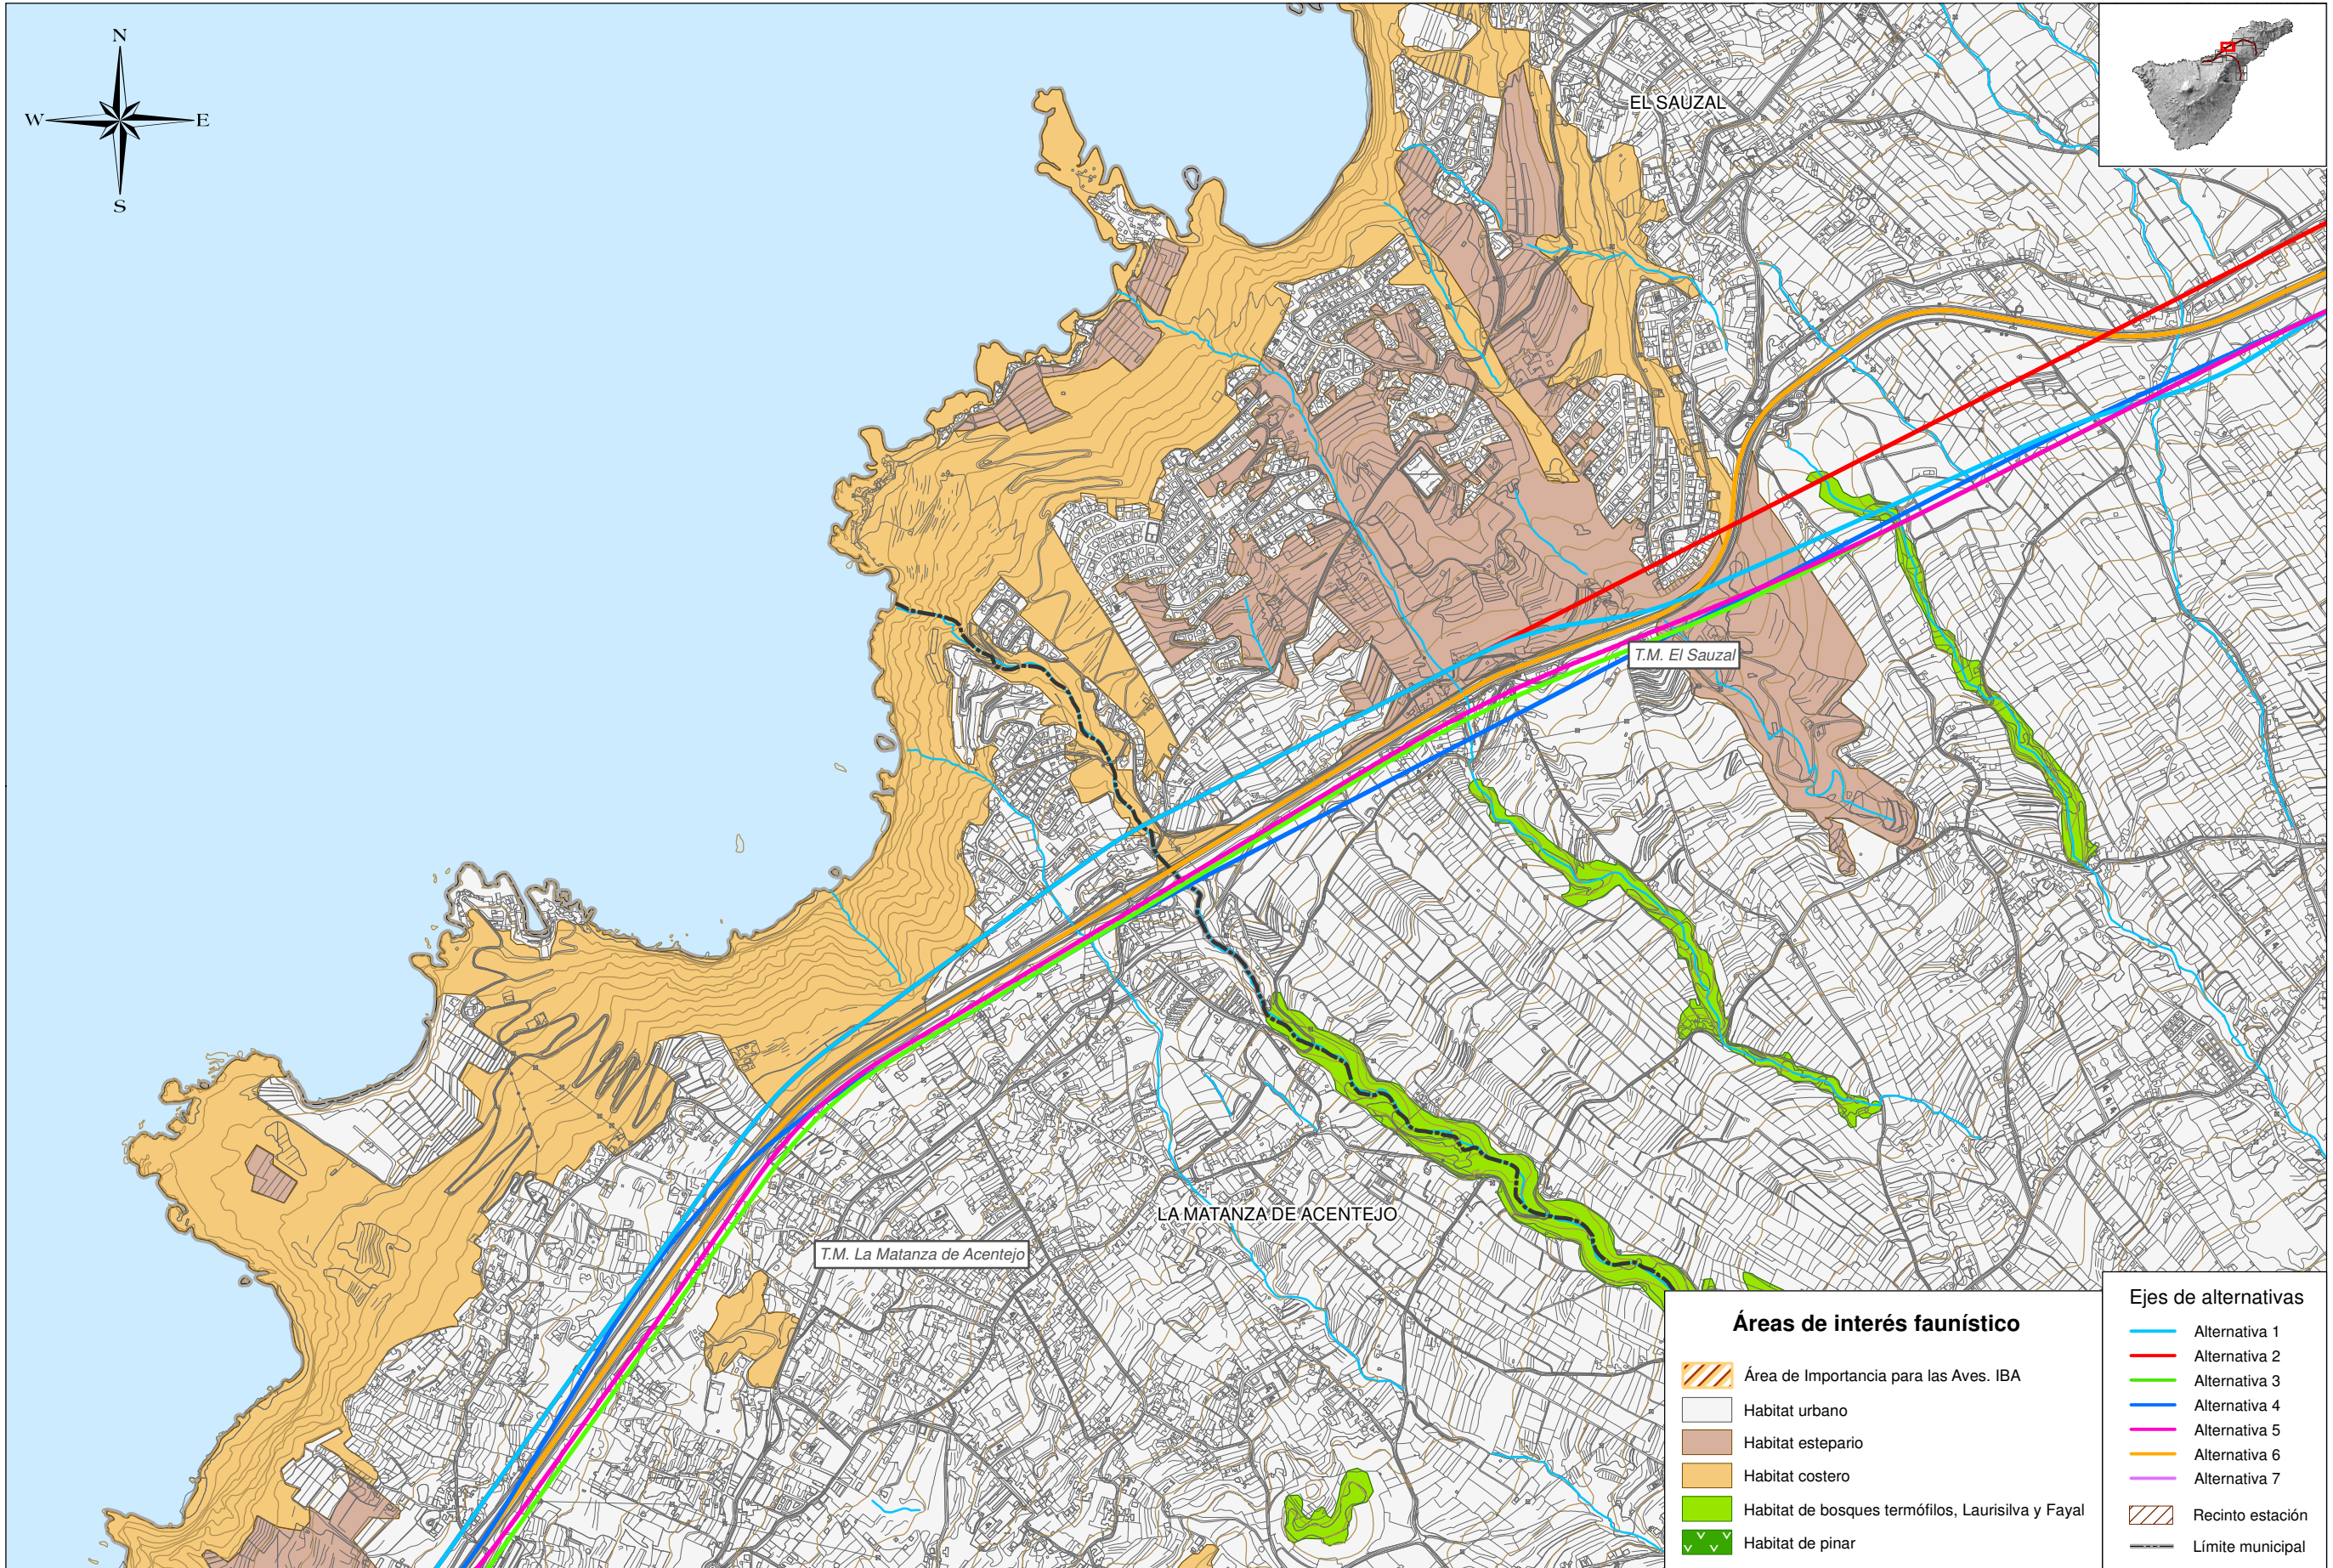 N
W
E
S
EL SAUZAL
T.M. El Sauzal
LA MATANZA DE ACENTEJO
T.M. La Matanza de Acentejo
Áreas de interés faunístico
Área de Importancia para las Aves. IBA
Habitat urbano
Habitat estepario
Habitat costero
Habitat de bosques termófilos, Laurisilva y Fayal
Habitat de pinar
Ejes de alternativas
Alternativa 1
Alternativa 2
Alternativa 3
Alternativa 4
Alternativa 5
Alternativa 6
Alternativa 7
Recinto estación
Límite municipal